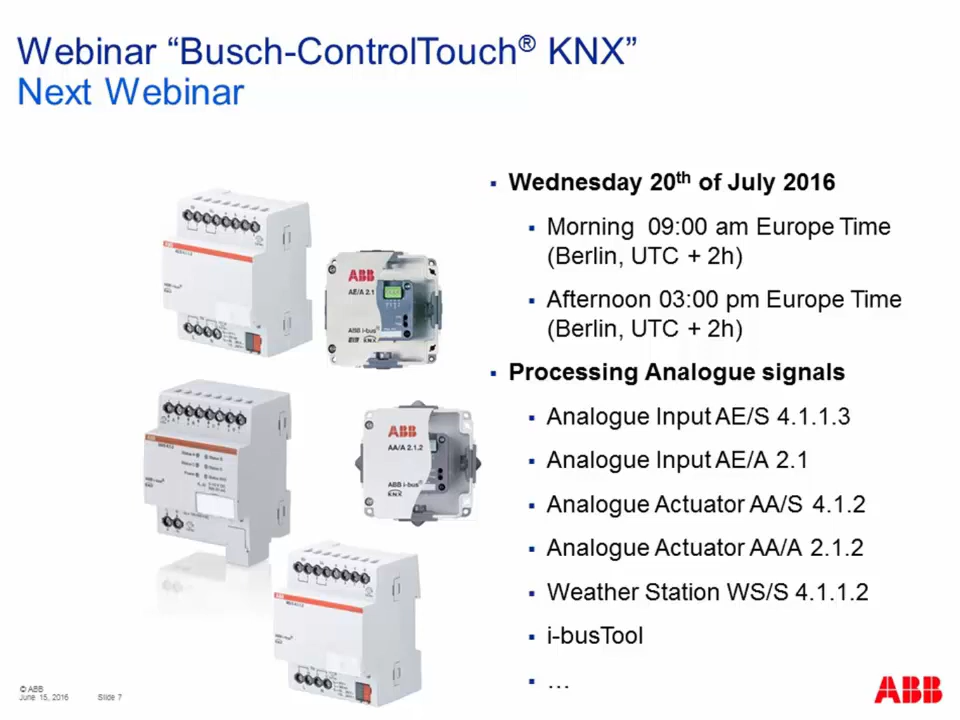 Webinar “Busch-ControlTouch® KNX”
Next Webinar
▪ Wednesday 20th of July 2016
▪ Morning 09:00 am Europe Time
(Berlin, UTC + 2h)
▪ Afternoon 03:00 pm Europe Time
(Berlin, UTC + 2h)
▪ Processing Analogue signals
▪ Analogue Input AE/S 4.1.1.3
▪ Analogue Input AE/A 2.1
▪ Analogue Actuator AA/S 4.1.2
▪ Analogue Actuator AA/A 2.1.2
▪ Weather Station WS/S 4.1.1.2
▪ i-busTool
▪ …
ABB
AE/A 2.1
ABB i-bus®
KNX
ABB
AA/A 2.1.2
ABB i-bus®
KNX
© ABB
June 15, 2016 Slide 7
ABB